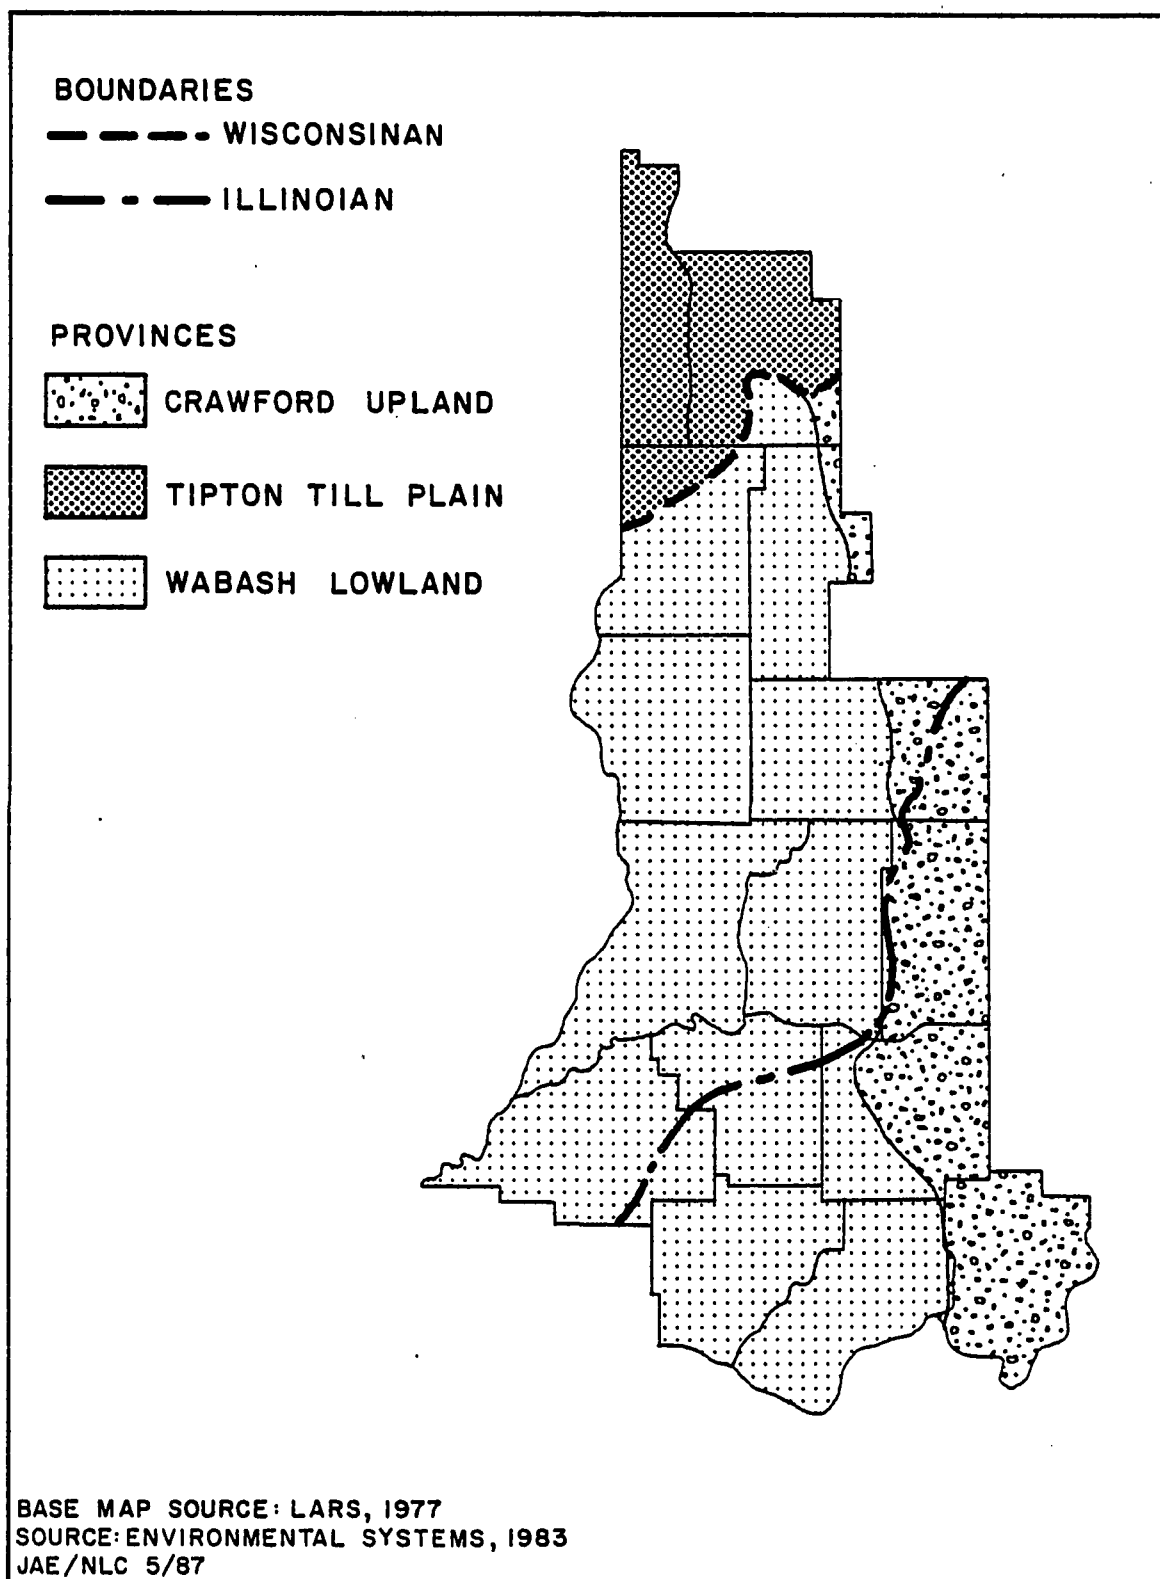 BOUNDARIES
WISCONSINAN
ILLINOIAN
PROVINCES
CRAWFORD UPLAND
TIPTON TILL PLAIN
WABASH LOWLAND
BASE MAP SOURCE: LARS, 1977
SOURCE: ENVIRONMENTAL SYSTEMS, 1983
JAE/NLC 5/87